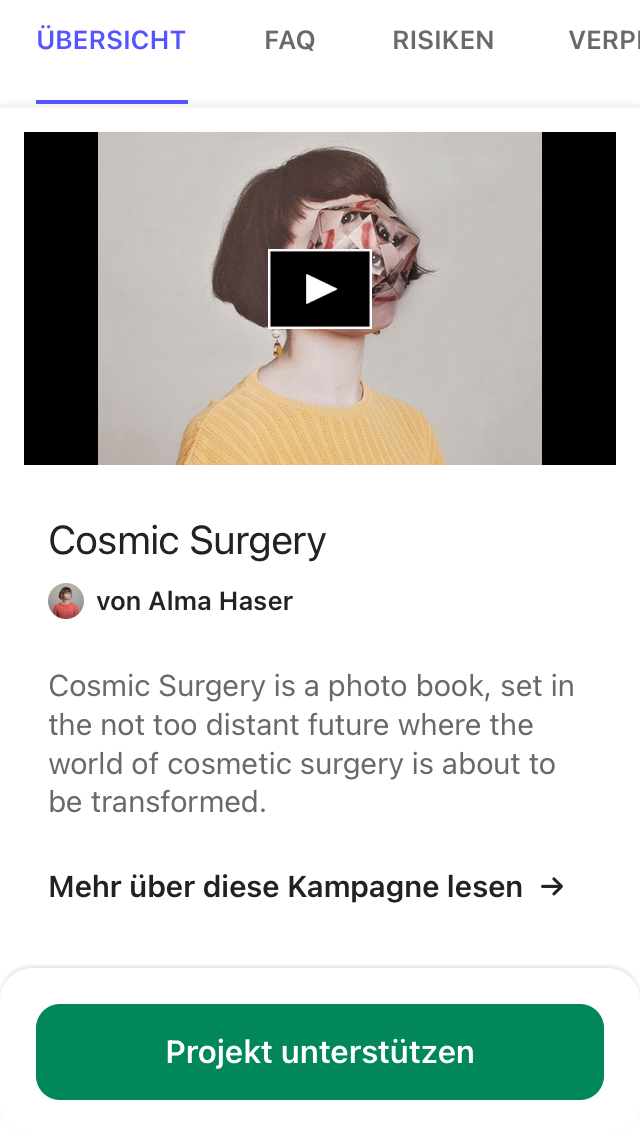 ÜBERSICHT FAQ RISIKEN VERP
Cosmic Surgery
von Alma Haser
Cosmic Surgery is a photo book, set in
the not too distant future where the
world of cosmetic surgery is about to
be transformed.
Mehr über diese Kampagne lesen →
Projekt unterstützen